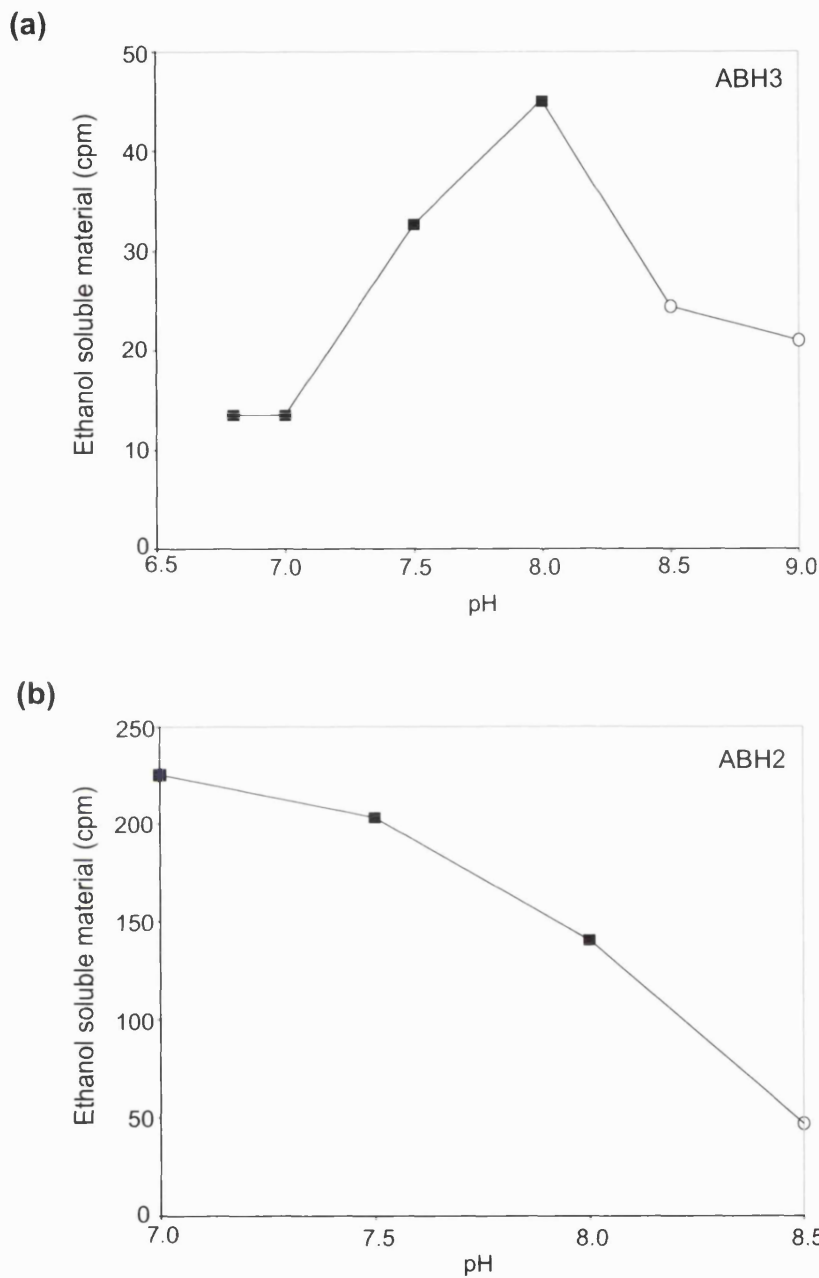 (a)
ABH3
Ethanol soluble material (cpm)
50
40
30
20
10
0
6.5 7.0 7.5 8.0 8.5 9.0
pH
(b)
ABH2
Ethanol soluble material (cpm)
250
200
150
100
50
0
7.0 7.5 8.0 8.5
pH